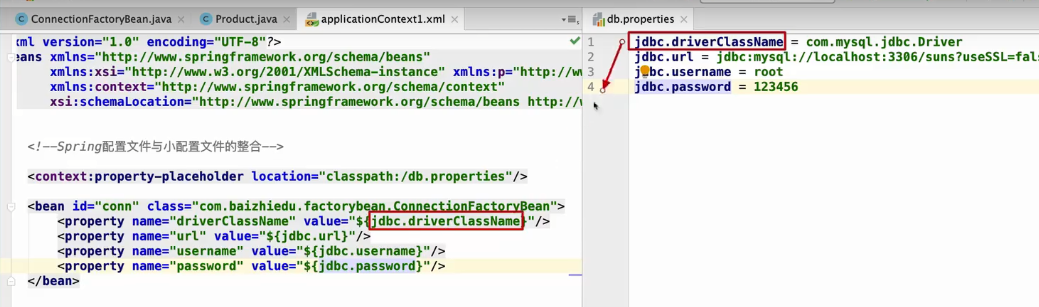 ConnectionFactoryBean.java
Product.java
applicationContext1.xml
xml version="1.0" encoding="UTF-8"?>
eans xmlns="http://www.springframework.org/schema/beans"
xmlns:xsi="http://www.w3.org/2001/XMLSchema-instance" xmlns:p="http://ww
xmlns:context="http://www.springframework.org/schema/context"
xsi:schemaLocation="http://www.springframework.org/schema/beans http://w
<!--Spring配置文件与小配置文件的整合-->
<context:property-placeholder location="classpath:/db.properties"/>
<bean id="conn" class="com.baizhiedu.factorybean.ConnectionFactoryBean">
<property name="driverClassName" value="${jdbc.driverClassName}"/>
<property name="url" value="${jdbc.url}"/>
<property name="username" value="${jdbc.username}"/>
<property name="password" value="${jdbc.password}"/>
</bean>
db.properties
1 jdbc.driverClassName = com.mysql.jdbc.Driver
2 jdbc.url = jdbc:mysql://localhost:3306/suns?useSSL=fal
3 jdbc.username = root
4 jdbc.password = 123456